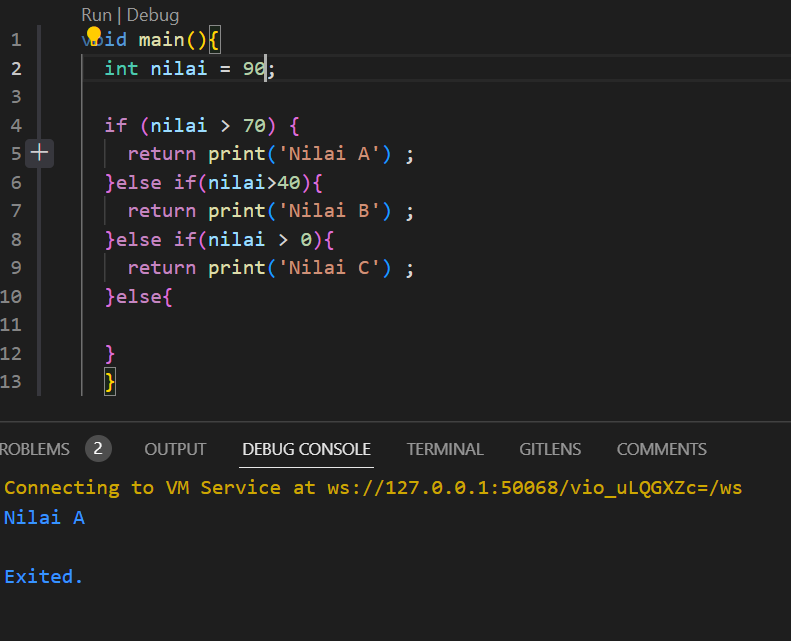 Run | Debug
1 void main(){
2 int nilai = 90;
3
4 if (nilai > 70) {
5 return print('Nilai A') ;
6 }else if(nilai>40){
7 return print('Nilai B') ;
8 }else if(nilai > 0){
9 return print('Nilai C') ;
10 }else{
11
12 }
13 }
ROBLEMS 2 OUTPUT DEBUG CONSOLE TERMINAL GITLENS COMMENTS
Connecting to VM Service at ws://127.0.0.1:50068/vio_uLQGXZc=/ws
Nilai A
Exited.